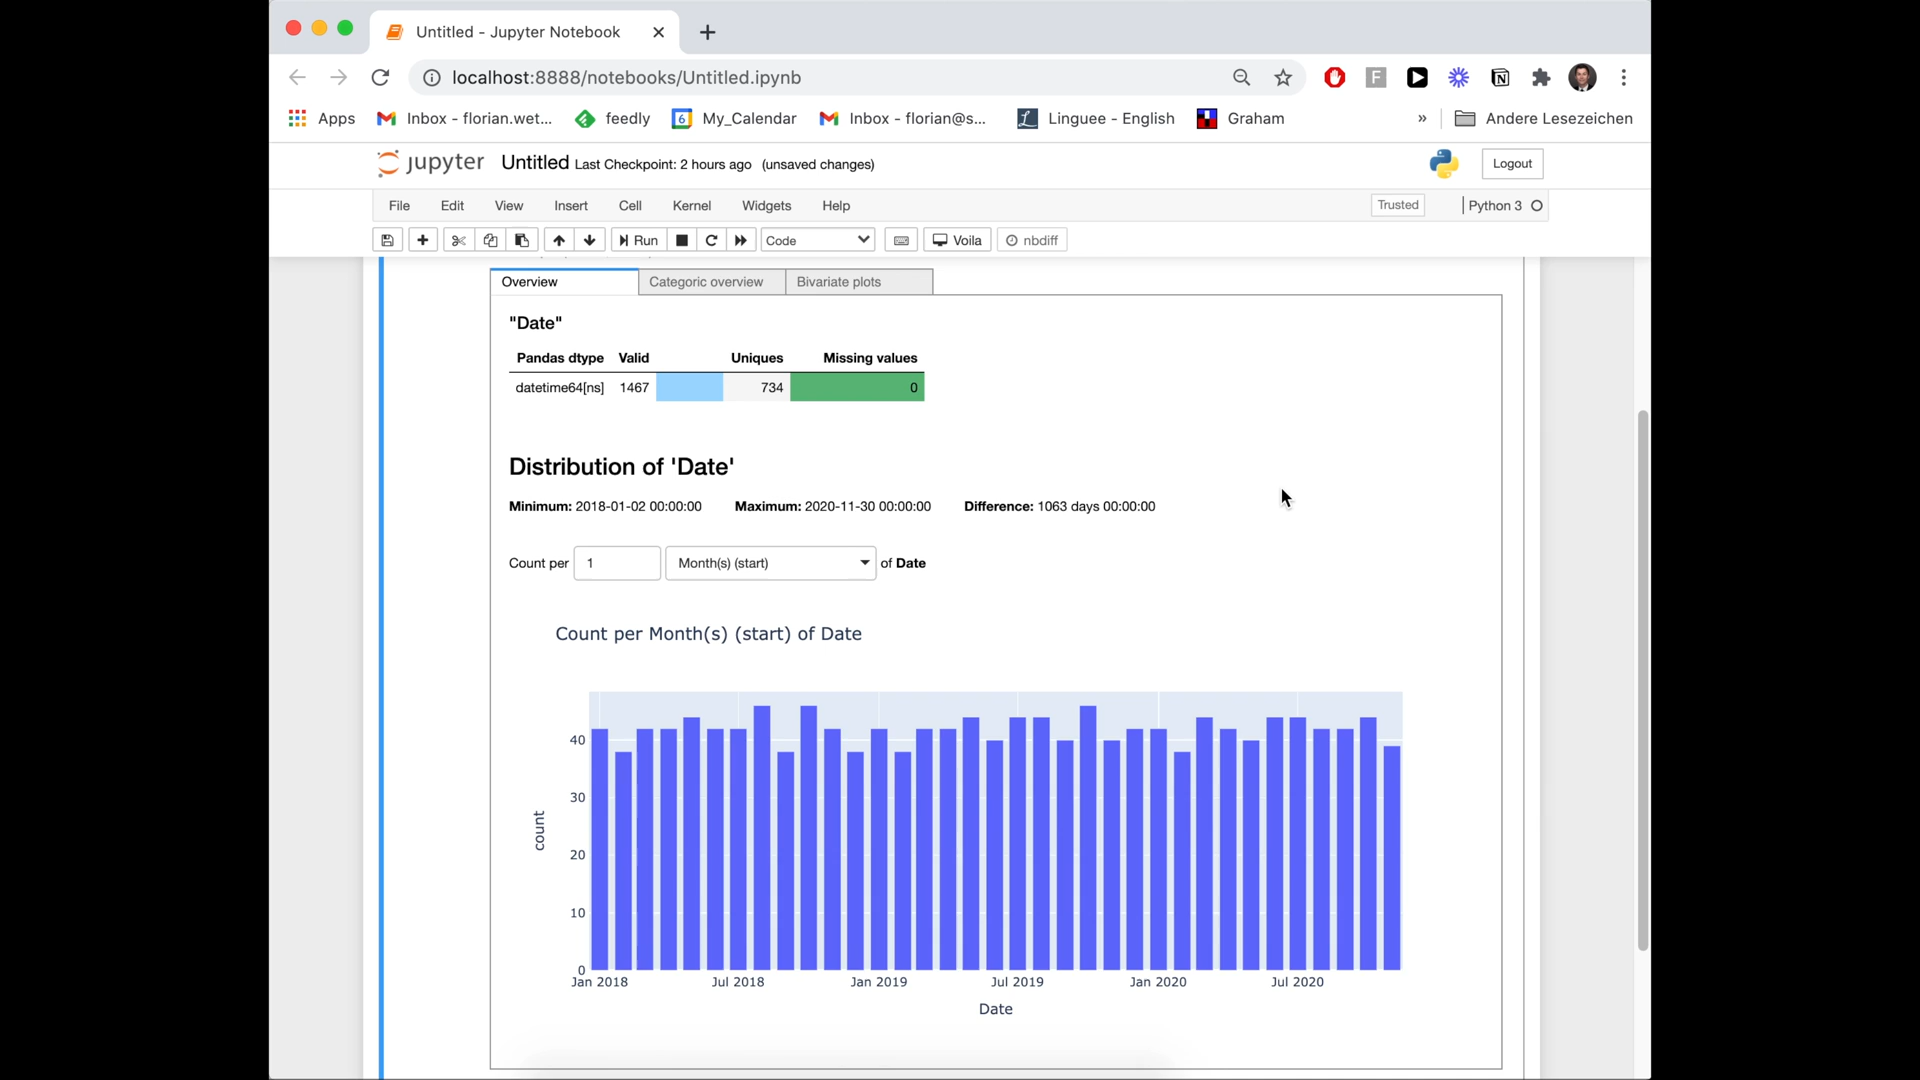 Untitled - Jupyter Notebook
localhost:8888/notebooks/Untitled.ipynb
Apps Inbox - florian.wet... feedly 6 My_Calendar Inbox - florian@s... Linguee - English Graham » Andere Lesezeichen
jupyter Untitled Last Checkpoint: 2 hours ago (unsaved changes) Logout
File Edit View Insert Cell Kernel Widgets Help Trusted Python 3
Run Code Voila nbdiff
Overview Categoric overview Bivariate plots
"Date"
Pandas dtype Valid Uniques Missing values
datetime64[ns] 1467 734 0
Distribution of 'Date'
Minimum: 2018-01-02 00:00:00 Maximum: 2020-11-30 00:00:00 Difference: 1063 days 00:00:00
Count per 1 Month(s) (start) of Date
Count per Month(s) (start) of Date
40
30
20
10
0
count
Jan 2018 Jul 2018 Jan 2019 Jul 2019 Jan 2020 Jul 2020
Date